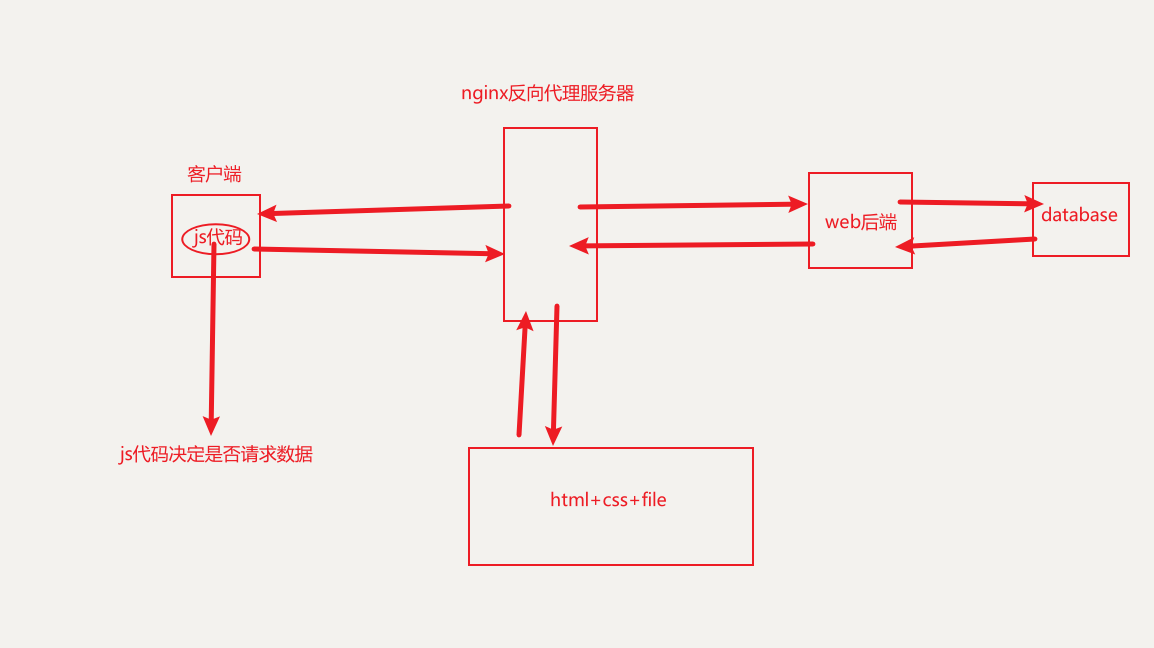 nginx反向代理服务器
客户端
js代码
web后端
database
js代码决定是否请求数据
html+css+file